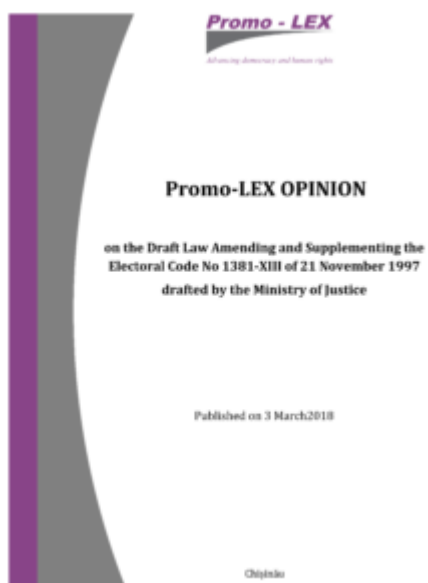 Promo - LEX
Advancing democracy and human rights
Promo-LEX OPINION
on the Draft Law Amending and Supplementing the
Electoral Code No 1381-XIII of 21 November 1997
drafted by the Ministry of Justice
Published on 3 March2018
Chișinău